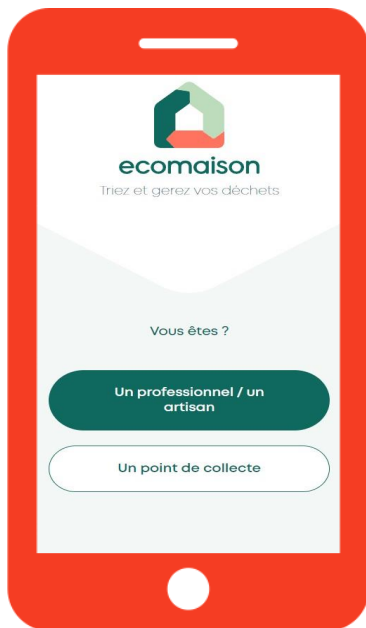 ecomaison
Triez et gerez vos déchets
Vous êtes ?
Un professionnel / un
artisan
Un point de collecte